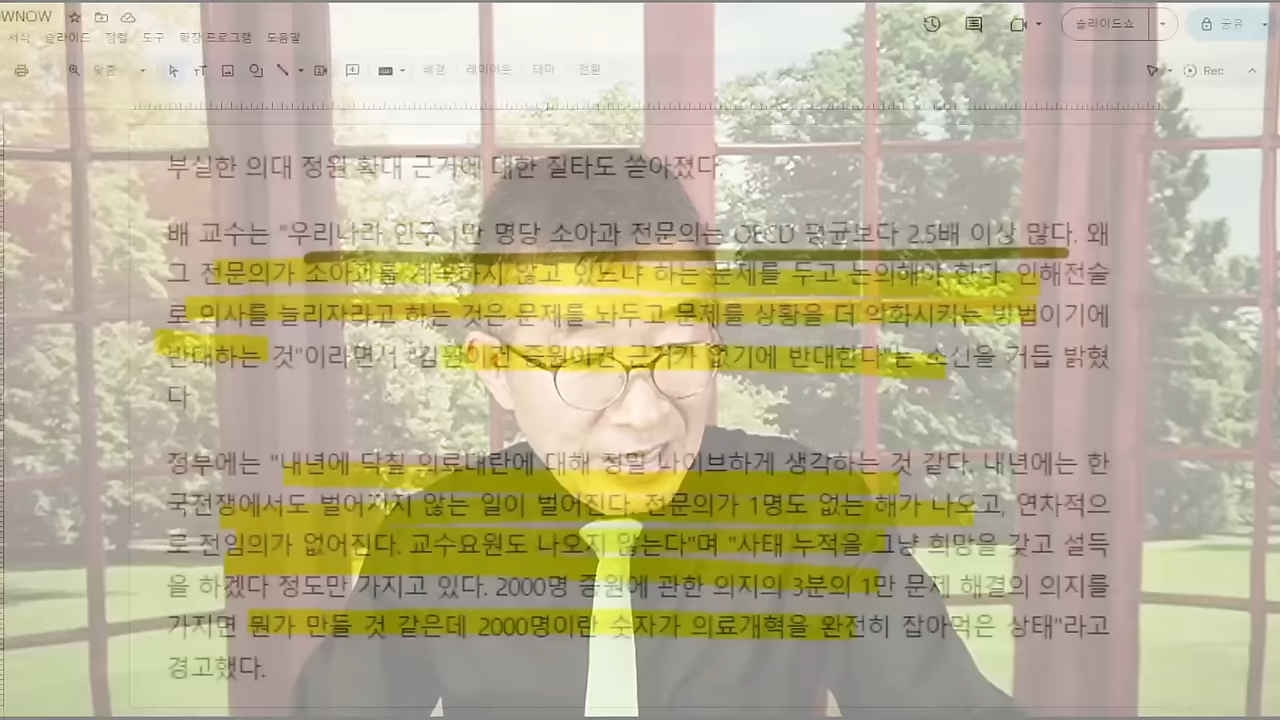 WNOW
서식 슬라이드 정렬 도구 확장 프로그램 도움말
슬라이드쇼
공유
맞춤
배경 레이아웃 테마 전환
Rec
부실한 의대 정원 확대 근거에 대한 질타도 쏟아졌다.
배 교수는 "우리나라 인구 1만 명당 소아과 전문의는 OECD 평균보다 2.5배 이상 많다. 왜
그 전문의가 소아과를 계속하지 않고 있느냐 하는 문제를 두고 논의해야 한다. 인해전술
로 의사를 늘리자라고 하는 것은 문제를 놔두고 문제를 상황을 더 악화시키는 방법이기에
반대하는 것"이라면서 "감원이건 증원이건 근거가 없기에 반대한다"는 소신을 거듭 밝혔
다
정부에는 "내년에 닥칠 의료대란에 대해 정말 나이브하게 생각하는 것 같다. 내년에는 한
국전쟁에서도 벌어지지 않는 일이 벌어진다. 전문의가 1명도 없는 해가 나오고, 연차적으
로 전임의가 없어진다. 교수요원도 나오지 않는다"며 "사태 누적을 그냥 희망을 갖고 설득
을 하겠다 정도만 가지고 있다. 2000명 증원에 관한 의지의 3분의 1만 문제 해결의 의지를
가지면 뭔가 만들 것 같은데 2000명이란 숫자가 의료개혁을 완전히 잡아먹은 상태"라고
경고했다.